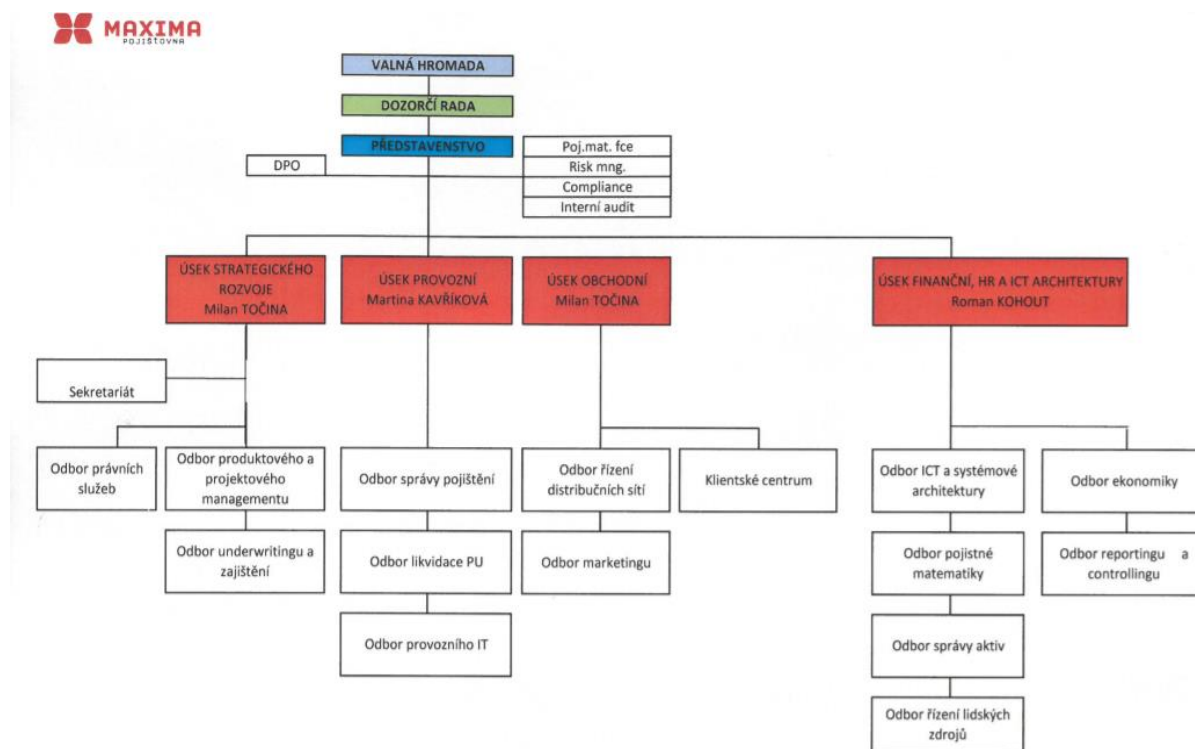 MAXIMA
POJIŠŤOVNA
VALNÁ HROMADA
DOZORČÍ RADA
PŘEDSTAVENSTVO
DPO
Poj.mat. fce
Risk mng.
Compliance
Interní audit
ÚSEK STRATEGICKÉHO
ROZVOJE
Milan TOČINA
ÚSEK PROVOZNÍ
Martina KAVŘÍKOVÁ
ÚSEK OBCHODNÍ
Milan TOČINA
ÚSEK FINANČNÍ, HR A ICT ARCHITEKTURY
Roman KOHOUT
Sekretariát
Odbor právních
služeb
Odbor produktového a
projektového
managementu
Odbor správy pojištění
Odbor řízení
distribučních sítí
Klientské centrum
Odbor ICT a systémové
architektury
Odbor ekonomiky
Odbor underwritingu a
zajištění
Odbor likvidace PU
Odbor marketingu
Odbor pojistné
matematiky
Odbor reportingu a
controllingu
Odbor provozního IT
Odbor správy aktiv
Odbor řízení lidských
zdrojů